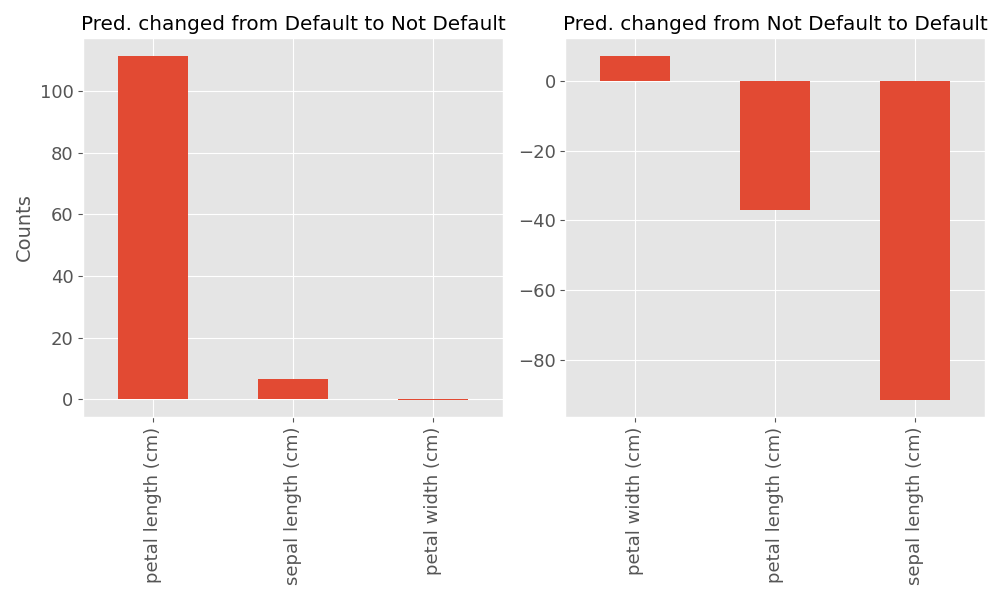 Pred. changed from Default to Not Default
Counts
100
80
60
40
20
0
petal length (cm)
sepal length (cm)
petal width (cm)
Pred. changed from Not Default to Default
0
−20
−40
−60
−80
petal width (cm)
petal length (cm)
sepal length (cm)